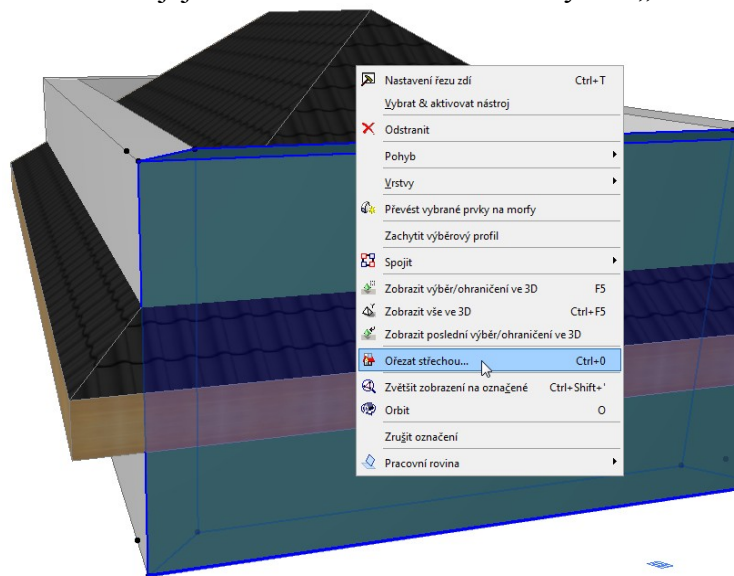 Nastavení řezu zdí Ctrl+T
Vybrat & aktivovat nástroj
Odstranit
Pohyb
Vrstvy
Převést vybrané prvky na morfy
Zachytit výběrový profil
Spojit
Zobrazit výběr/ohraničení ve 3D F5
Zobrazit vše ve 3D Ctrl+F5
Zobrazit poslední výběr/ohraničení ve 3D
Ořezat střechou... Ctrl+0
Zvětšit zobrazení na označené Ctrl+Shift+'
Orbit O
Zrušit označení
Pracovní rovina